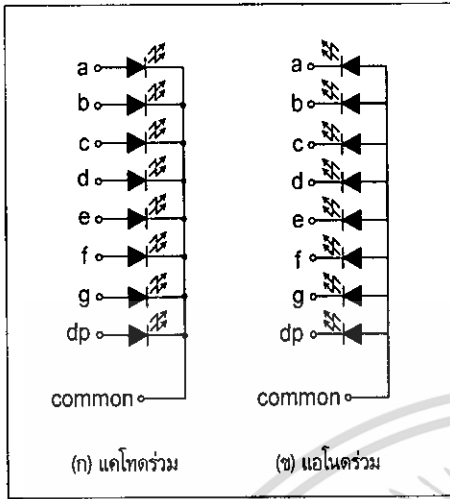 a a
b b
c c
d d
e e
f f
g g
dp dp
common common
(ก) แคโทดร่วม (ข) แอโนดร่วม